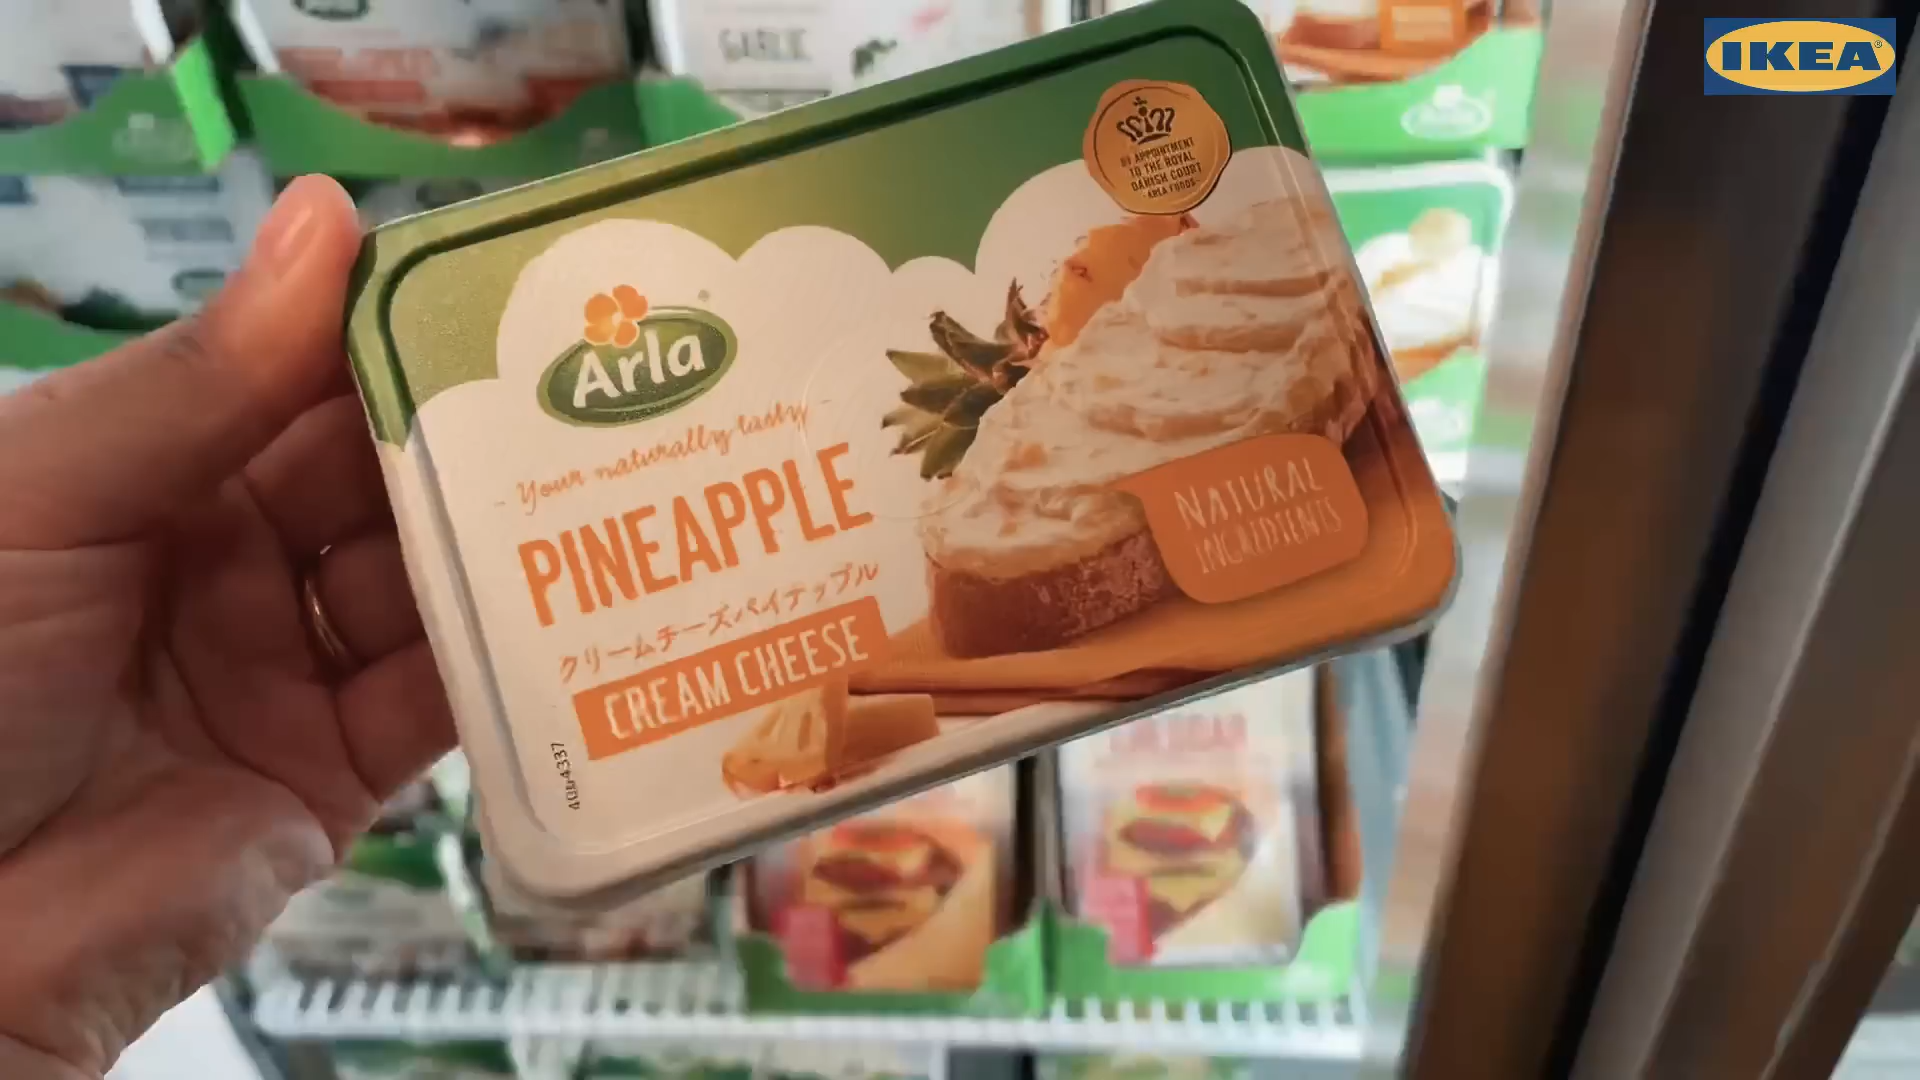 GARLIC
IKEA®
BY APPOINTMENT
TO THE ROYAL
DANISH COURT
- ARLA FOODS -
Arla®
- Your naturally tasty -
PINEAPPLE
クリームチーズパイナップル
CREAM CHEESE
NATURAL
INGREDIENTS